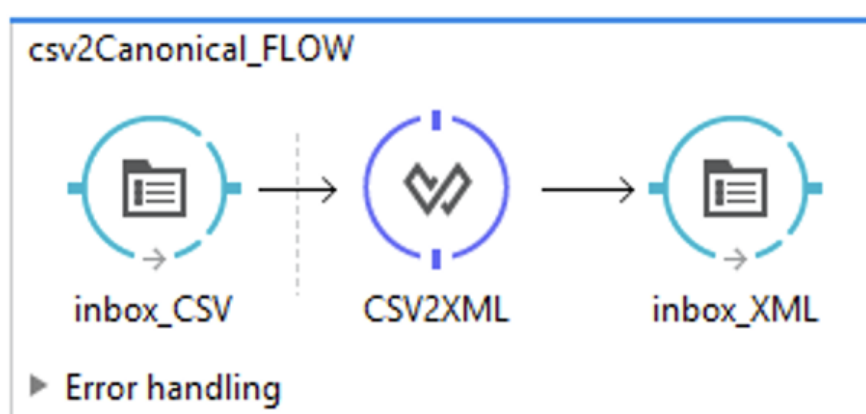 csv2Canonical_FLOW
inbox_CSV
CSV2XML
inbox_XML
Error handling